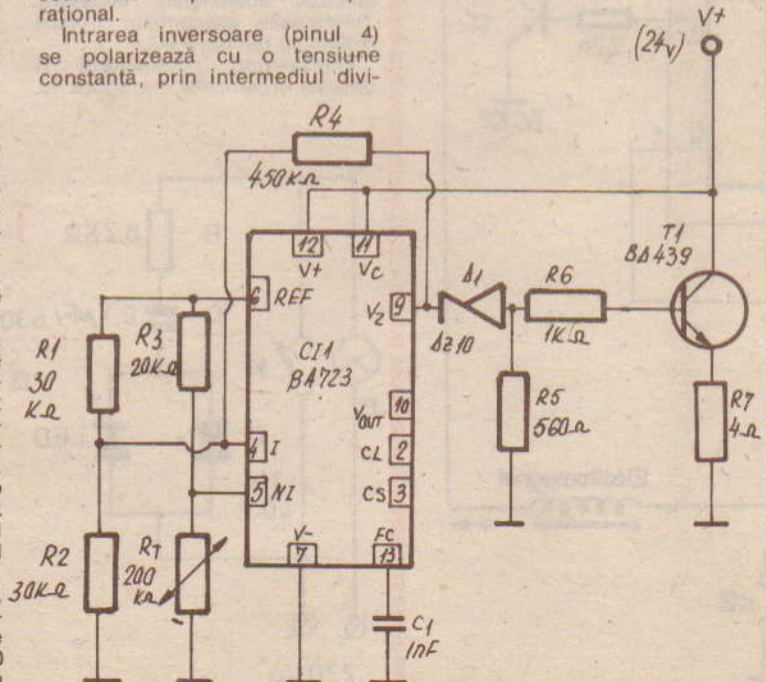 rațional.
Intrarea inversoare (pinul 4)
se polarizează cu o tensiune
constantă, prin intermediul divi-
V+
(24V)
R4
450KΩ
T1
BD439
12
11
V+
VC
6 REF
VZ 9
D1
DZ10
R6
1KΩ
R1
30
KΩ
R3
20KΩ
CI1
βA723
10
VOUT
R5
560Ω
R7
4Ω
4 I
CL 2
5 NI
CS 3
R2
30KΩ
RT
200
KΩ
V-
7
FC
13
C1
1nF